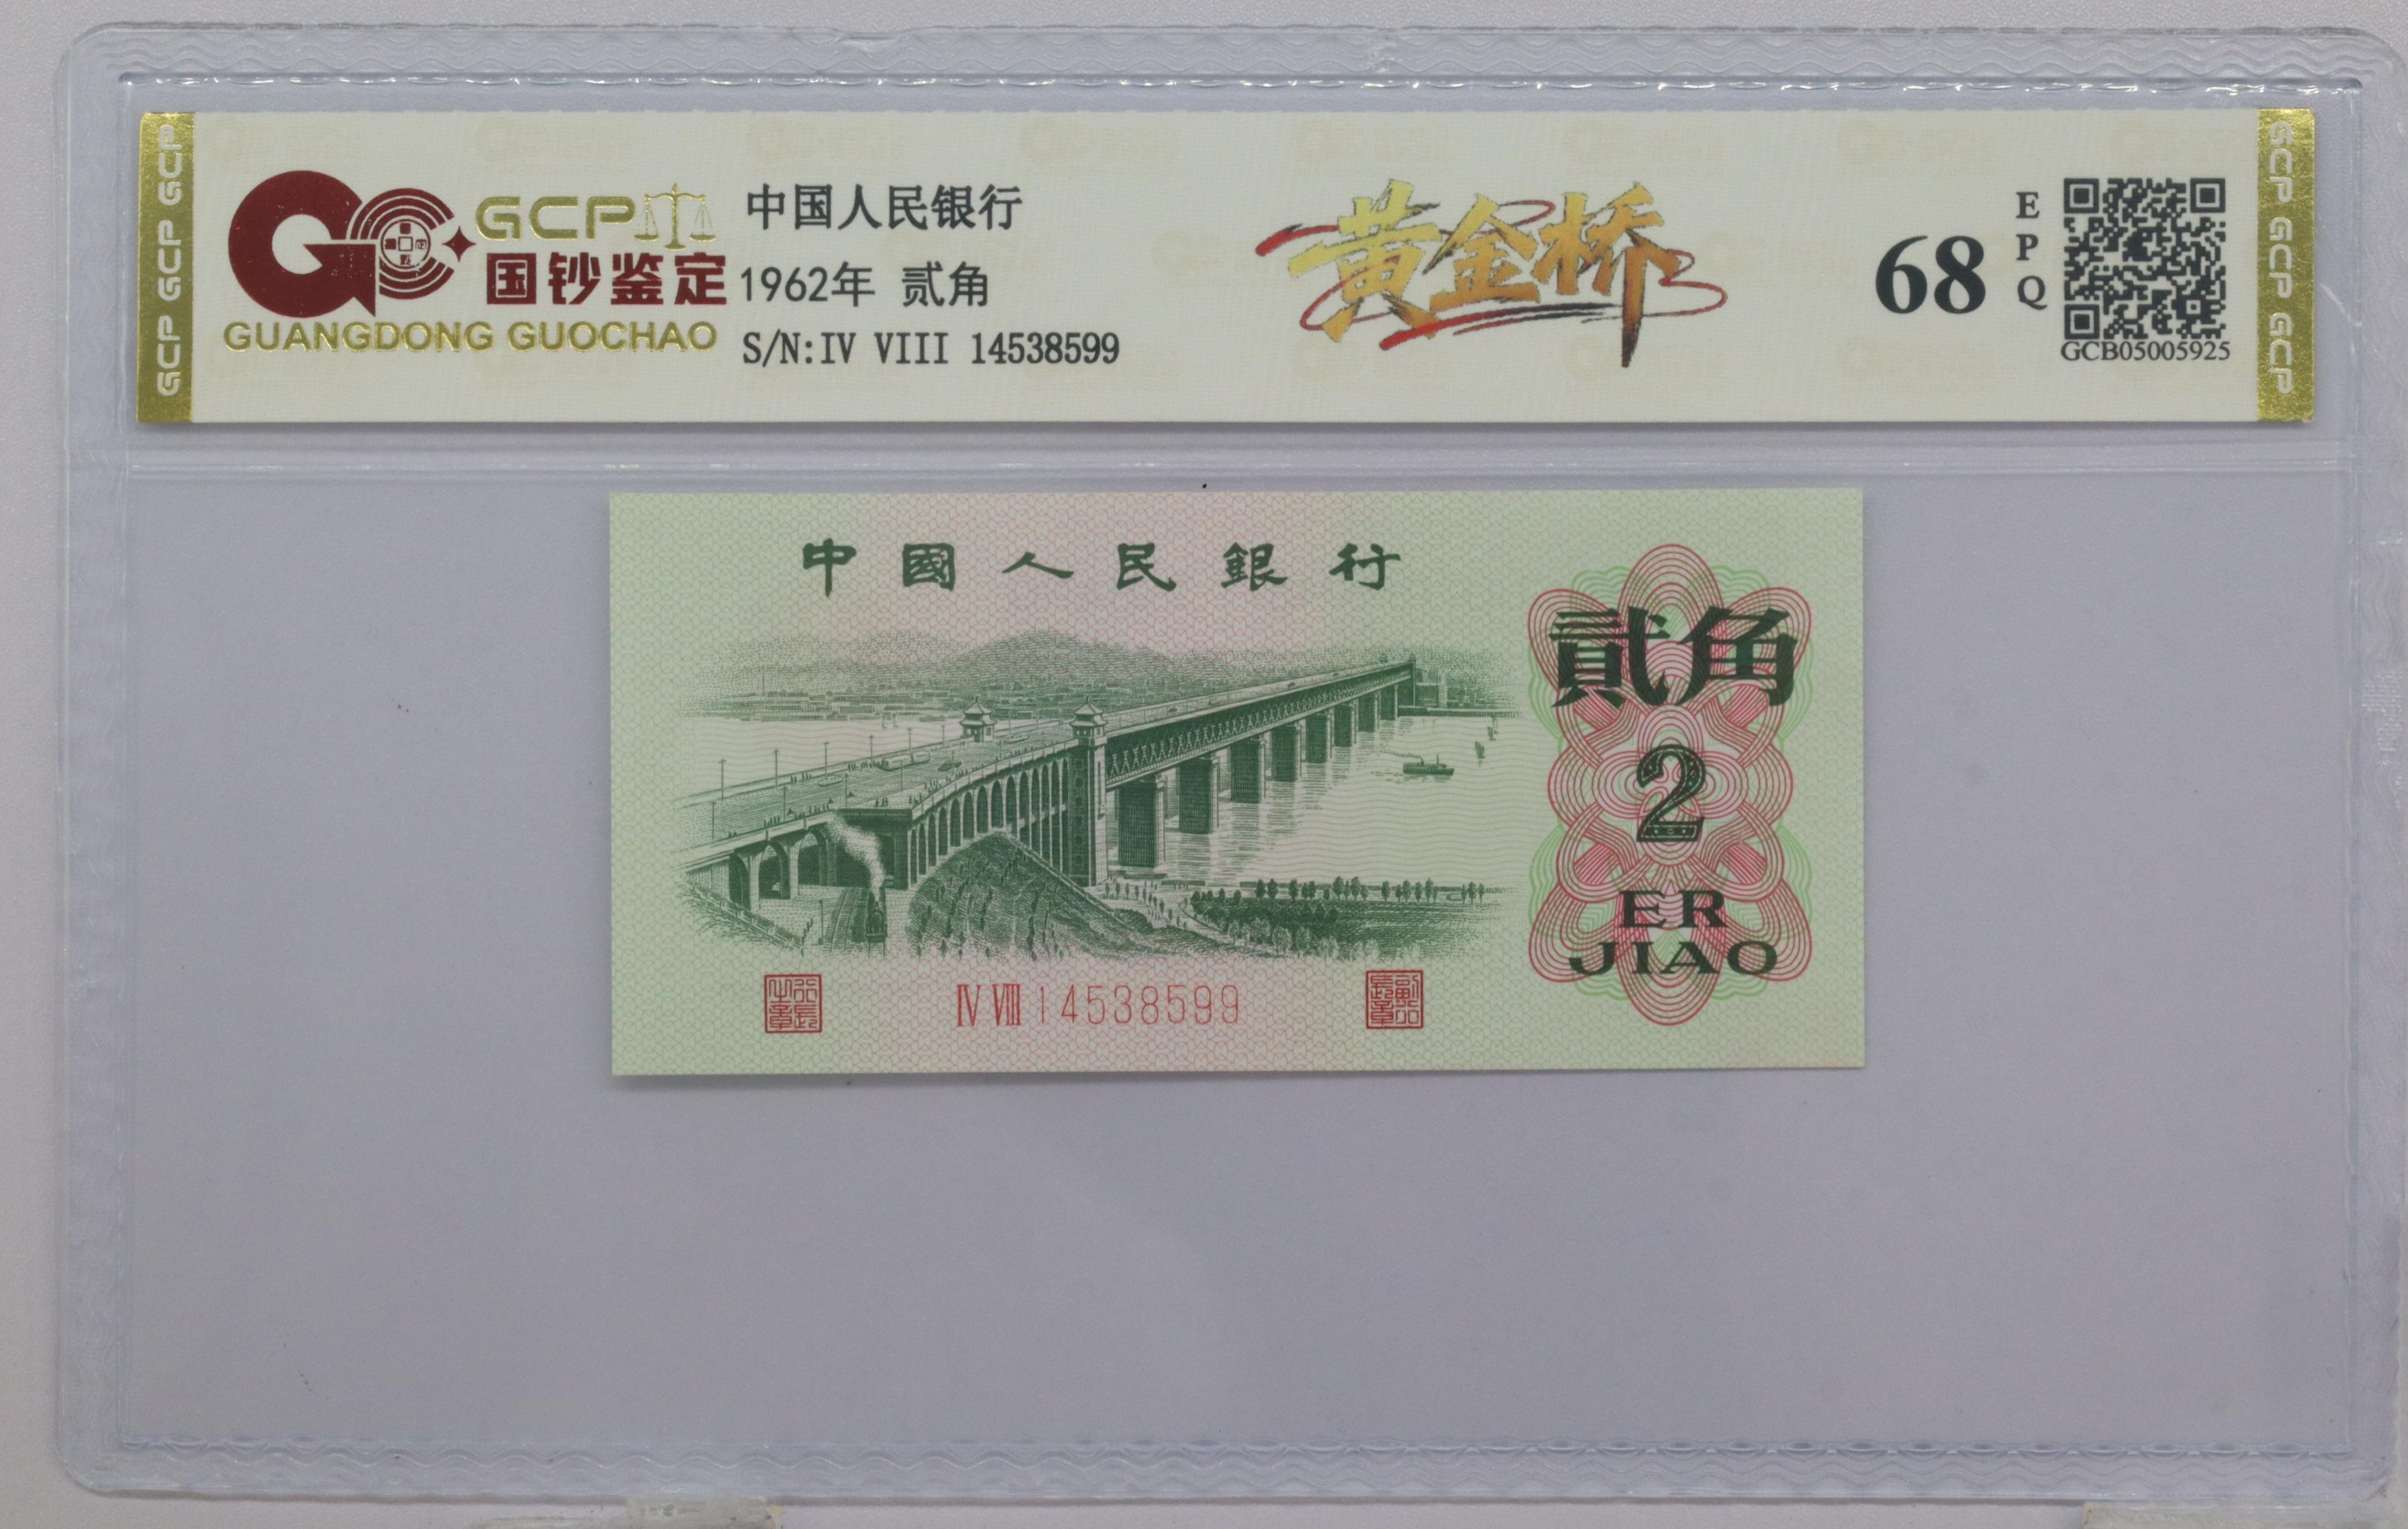 GCP GCP GCP
GCP
国钞鉴定
GUANGDONG GUOCHAO
中国人民银行
1962年 贰角
S/N:IV VIII 14538599
黄金桥
68
EPQ
GCB05005925
GCP GCP GCP
中國人民銀行
貳角
2
ER
JIAO
IV VIII 14538599